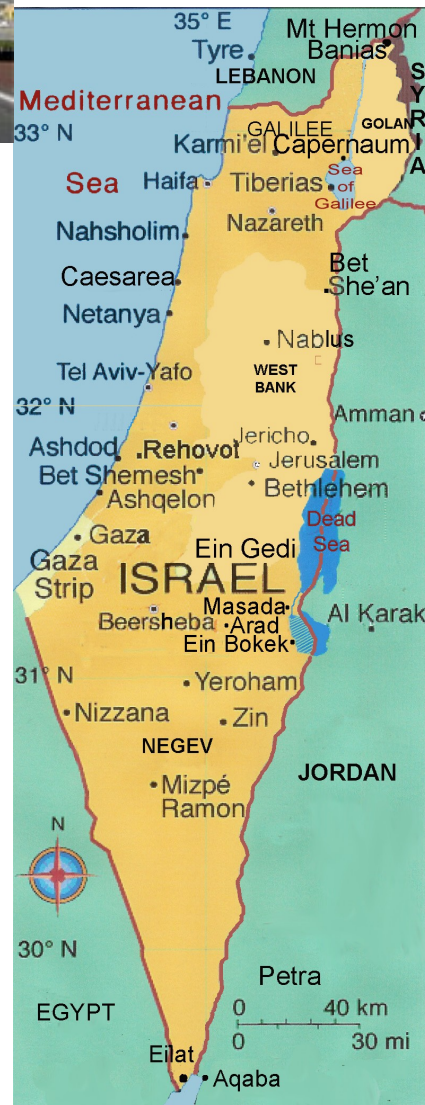 35° E
Mt Hermon
Banias
Tyre
LEBANON
SYRIA
Mediterranean
Sea
33° N
GALILEE
GOLAN
Karmi'el
Capernaum
Sea
of
Galilee
Haifa
Tiberias
Nazareth
Nahsholim
Bet
She'an
Caesarea
Netanya
Nablus
WEST
BANK
Tel Aviv-Yafo
32° N
Amman
Jericho
Ashdod
Rehovot
Jerusalem
Bet Shemesh
Bethlehem
Ashqelon
Dead
Sea
Gaza
Gaza
Strip
Ein Gedi
ISRAEL
Masada
Beersheba
Arad
Al Karak
Ein Bokek
31° N
Yeroham
Nizzana
Zin
NEGEV
JORDAN
Mizpé
Ramon
N
30° N
Petra
EGYPT
0 40 km
0 30 mi
Eilat
Aqaba